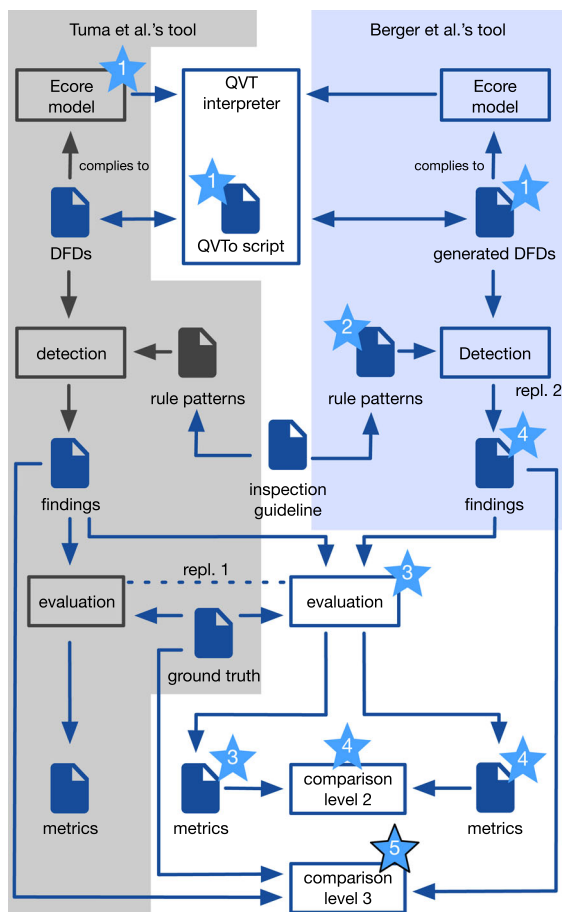 Tuma et al.'s tool
Berger et al.'s tool
1
Ecore
model
QVT
interpreter
Ecore
model
complies to
complies to
1
1
DFDs
QVTo script
generated DFDs
2
detection
Detection
rule patterns
rule patterns
repl. 2
4
findings
inspection
guideline
findings
repl. 1
3
evaluation
evaluation
ground truth
3
4
4
comparison
level 2
metrics
metrics
metrics
5
comparison
level 3